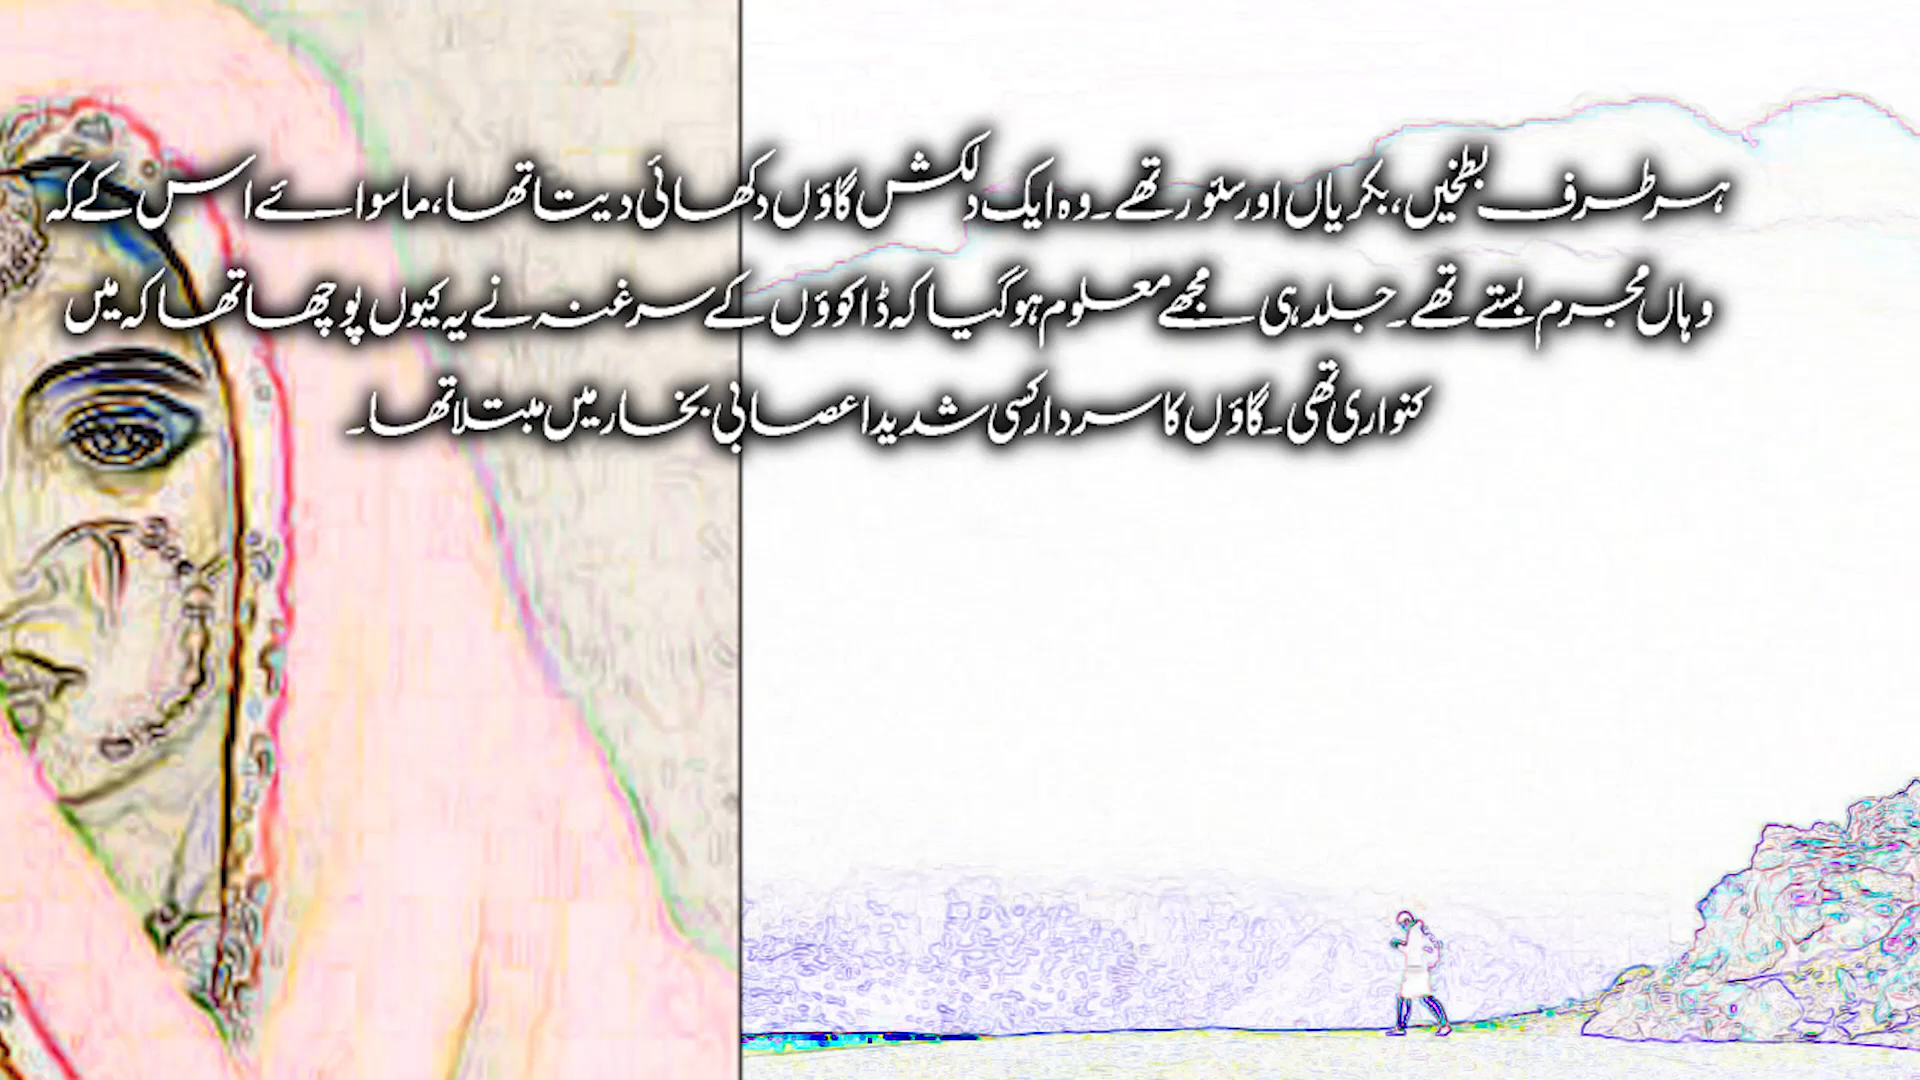 ہر طرف بطخیں، بکریاں اور سئور تھے۔ وہ ایک دلکش گاؤں دکھائی دیتا تھا، ماسوائے اس کے کہ
وہاں مجرم بستے تھے۔ جلد ہی مجھے معلوم ہو گیا کہ ڈاکوؤں کے سرغنہ نے یہ کیوں پوچھا تھا کہ میں
کنواری تھی۔ گاؤں کا سردار کسی شدید اعصابی بخار میں مبتلا تھا۔